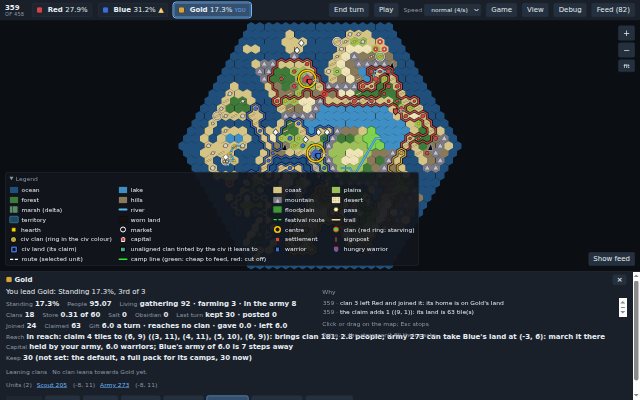 359
OF 458
Red 27.9%
Blue 31.2% ▲
Gold 17.3% YOU
End turn
Play
Speed
normal (4/s)
Game
View
Debug
Feed (82)
+
−
fit
▼ Legend
ocean
lake
coast
plains
forest
hills
mountain
desert
marsh (delta)
river
floodplain
pass
territory
worn land
festival route
trail
hearth
market
centre
clan (red ring: starving)
civ clan (ring in the civ colour)
capital
settlement
signpost
civ land (its claim)
unaligned clan tinted by the civ it leans to
warrior
hungry warrior
route (selected unit)
camp line (green: cheap to feed, red: cut off)
Show feed
Gold
×
You lead Gold: Standing 17.3%, 3rd of 3
Standing 17.3% People 95.07 Living gathering 92 · farming 3 · in the army 8
Clans 18 Store 0.31 of 60 Salt 0 Obsidian 0 Last turn kept 30 · posted 0
Joined 24 Claimed 63 Gift 6.0 a turn · reaches no clan · gave 0.0 · left 6.0
Reach In reach: claim 4 tiles to (6, 9) ((3, 11), (4, 11), (5, 10), (6, 9)): brings clan 181, 2.8 people; army 273 can take Blue's land at (-3, 6): march it there
Capital held by your army, 6.0 warriors; Blue's army of 6.0 is 7 steps away
Keep 30 (not set: the default, a full pack for its camps, 30 now)
Leaning clans No clan leans towards Gold yet.
Units (2) Scout 205 (-8, 11) Army 273 (-8, 11)
Why
359 · clan 3 left Red and joined it: its home is on Gold's land
359 · the claim adds 1 ((9, 1)): its land is 63 tile(s)
Click or drag on the map; Esc stops